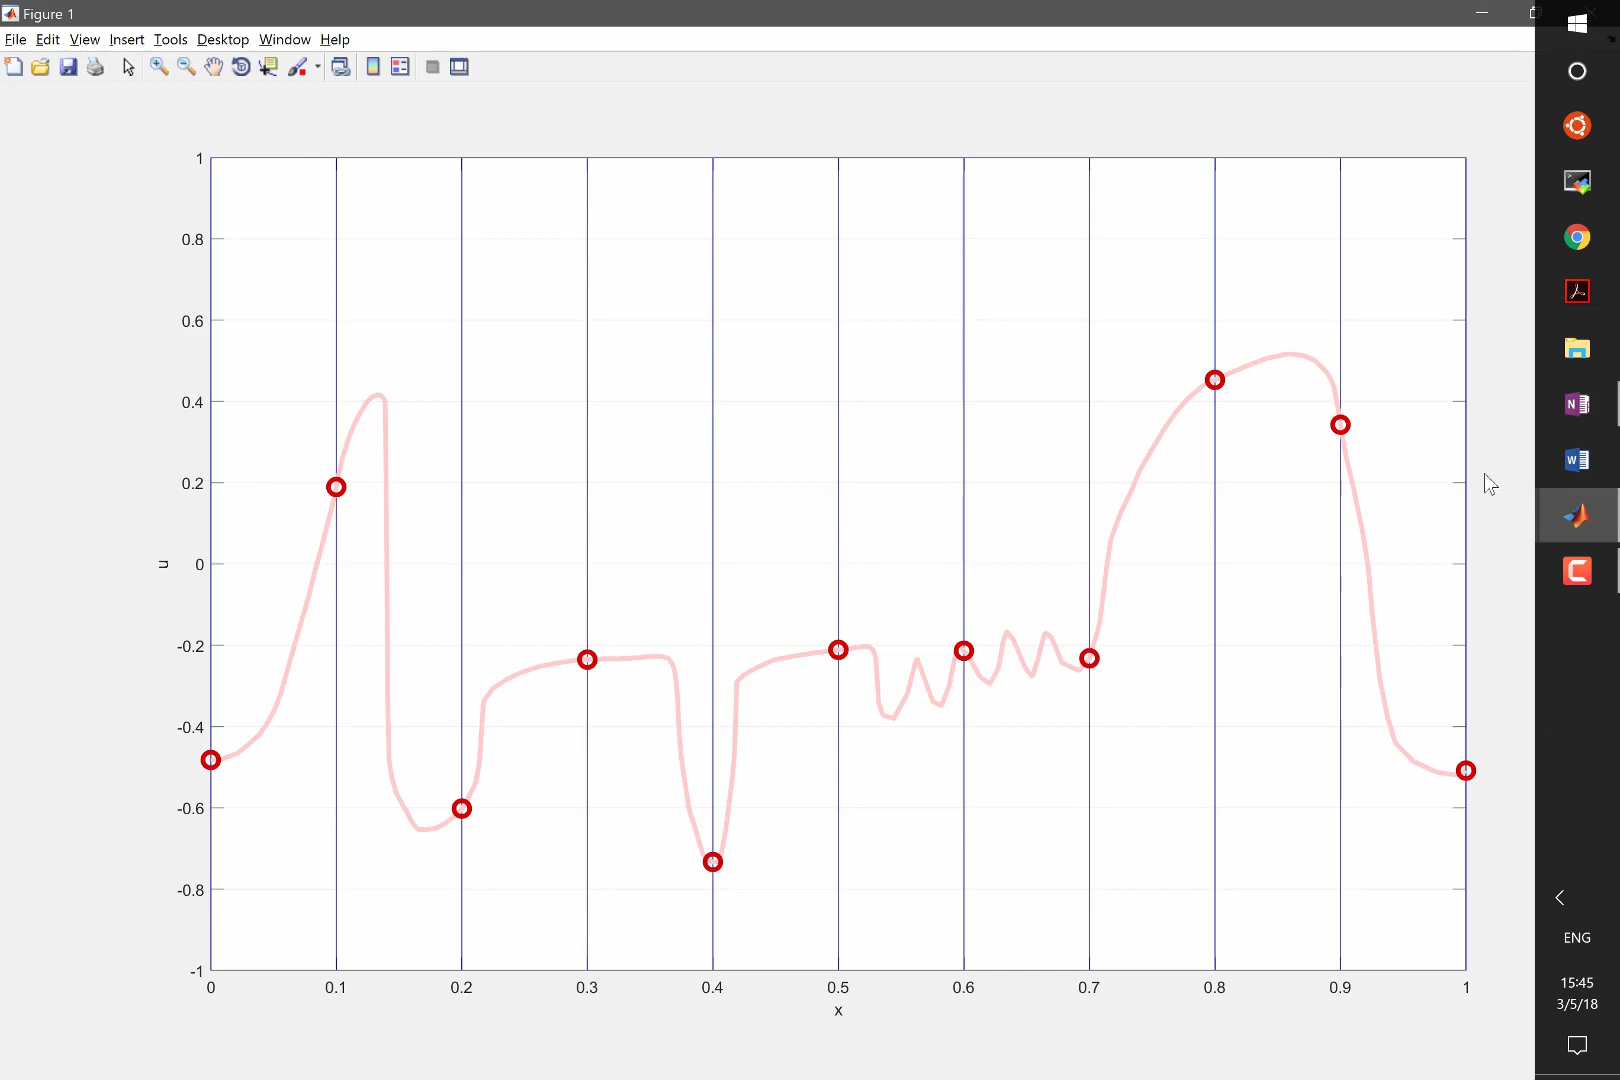 Figure 1
File Edit View Insert Tools Desktop Window Help
1
0.8
0.6
0.4
0.2
0
-0.2
-0.4
-0.6
-0.8
-1
u
0 0.1 0.2 0.3 0.4 0.5 0.6 0.7 0.8 0.9 1
x
N
W
ENG
15:45
3/5/18